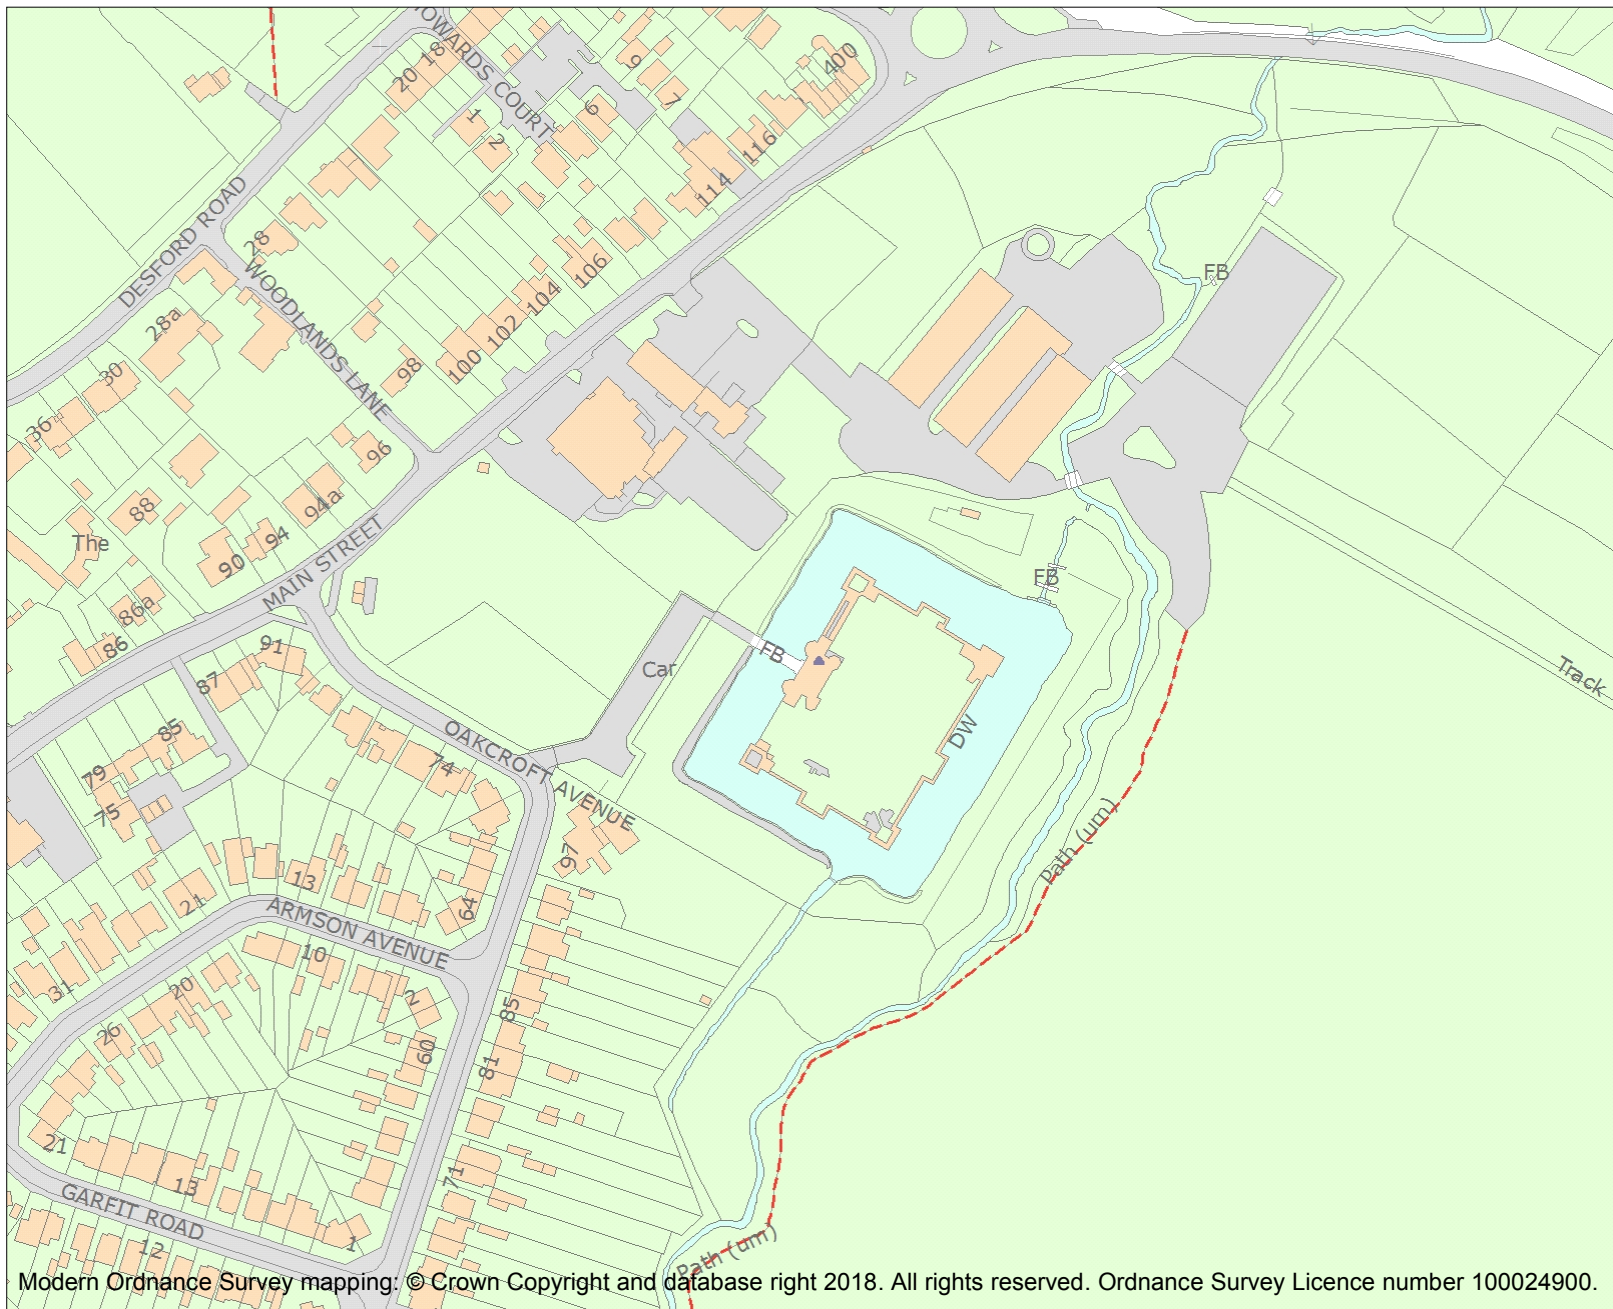 HOWARDS COURT
400
9
7
18
20
1
2
6
116
114
DESFORD ROAD
28
WOODLANDS LANE
106
104
102
100
98
28a
30
36
FB
96
94a
94
88
90
The
MAIN STREET
86a
86
FB
FB
Car
DW
Track
91
87
85
79
75
OAKCROFT AVENUE
74
97
Path (um)
13
21
64
ARMSON AVENUE
10
2
31
20
26
85
81
60
21
13
71
GARFIT ROAD
12
1
Path (um)
Modern Ordnance Survey mapping: © Crown Copyright and database right 2018. All rights reserved. Ordnance Survey Licence number 100024900.